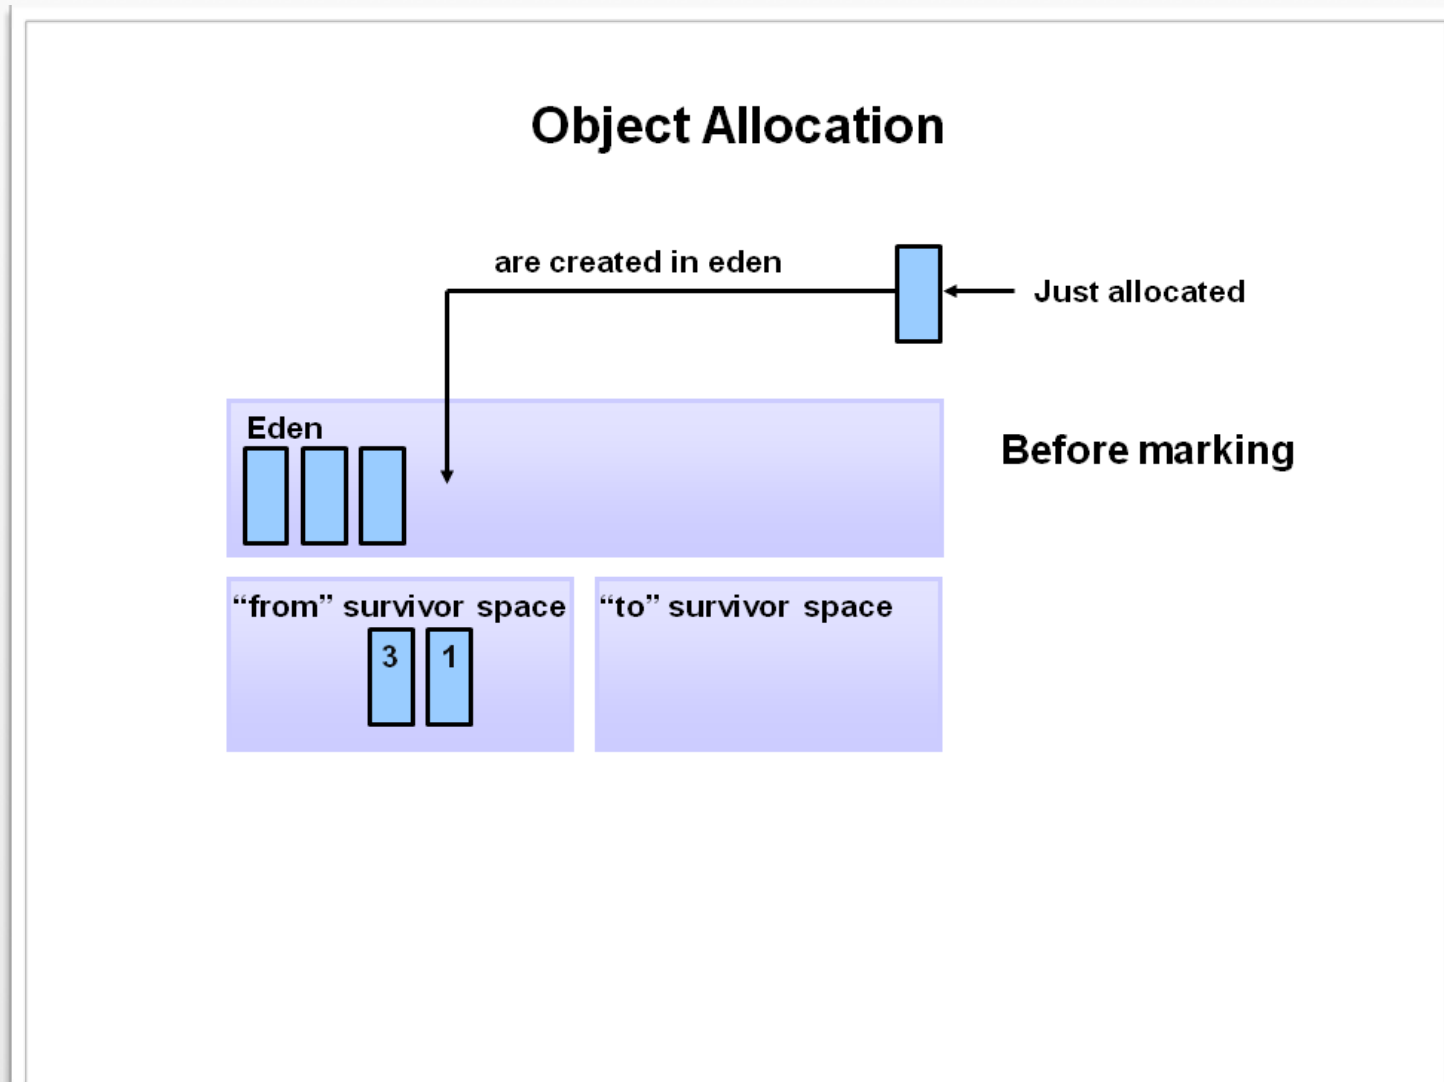 Object Allocation
are created in eden
Just allocated
Eden
Before marking
“from” survivor space
“to” survivor space
3 1